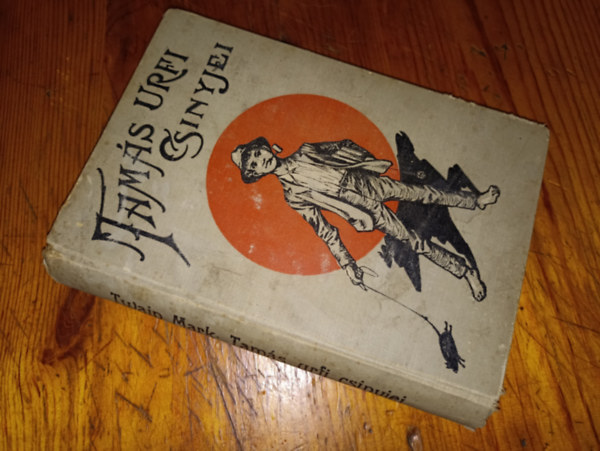 TAMÁS URFI
CSINYJEI
Twain Mark. Tamás urfi csinyjei